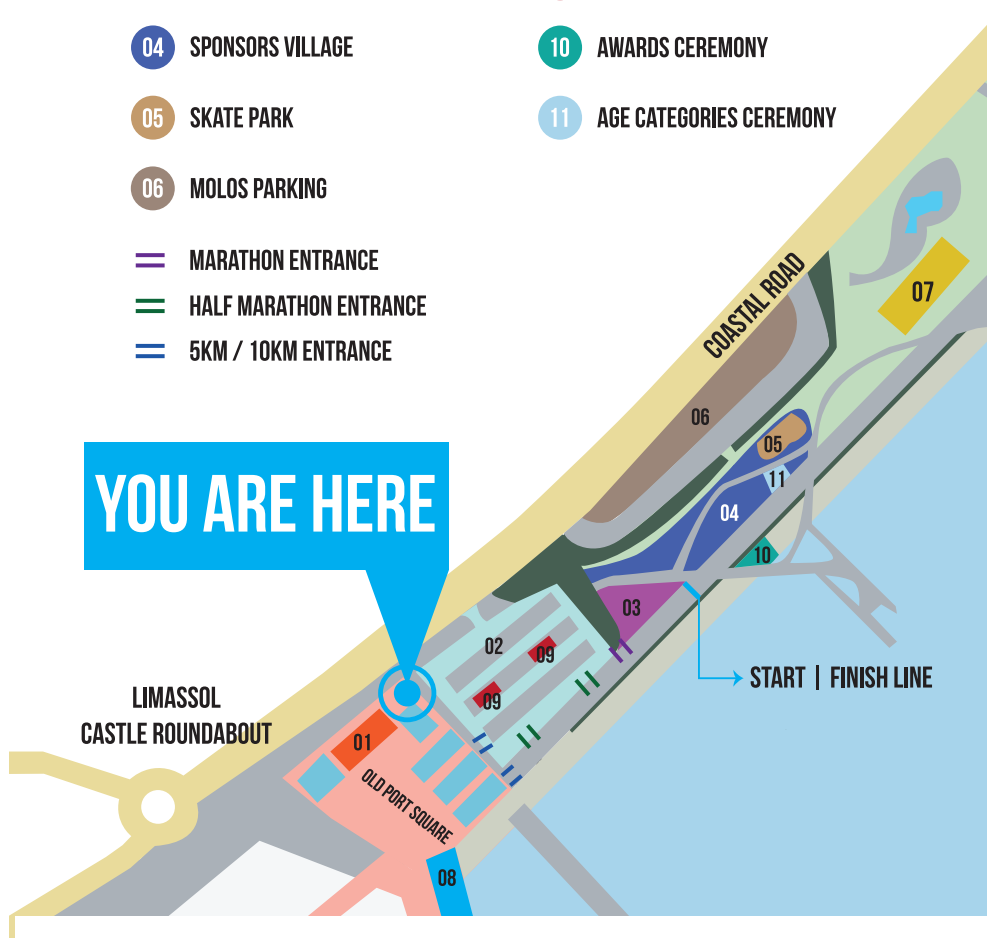 04 SPONSORS VILLAGE
10 AWARDS CEREMONY
05 SKATE PARK
11 AGE CATEGORIES CEREMONY
06 MOLOS PARKING
MARATHON ENTRANCE
HALF MARATHON ENTRANCE
5KM / 10KM ENTRANCE
COASTAL ROAD
07
06
05
11
04
10
YOU ARE HERE
03
02
09
09
START | FINISH LINE
LIMASSOL
CASTLE ROUNDABOUT
01
OLD PORT SQUARE
08